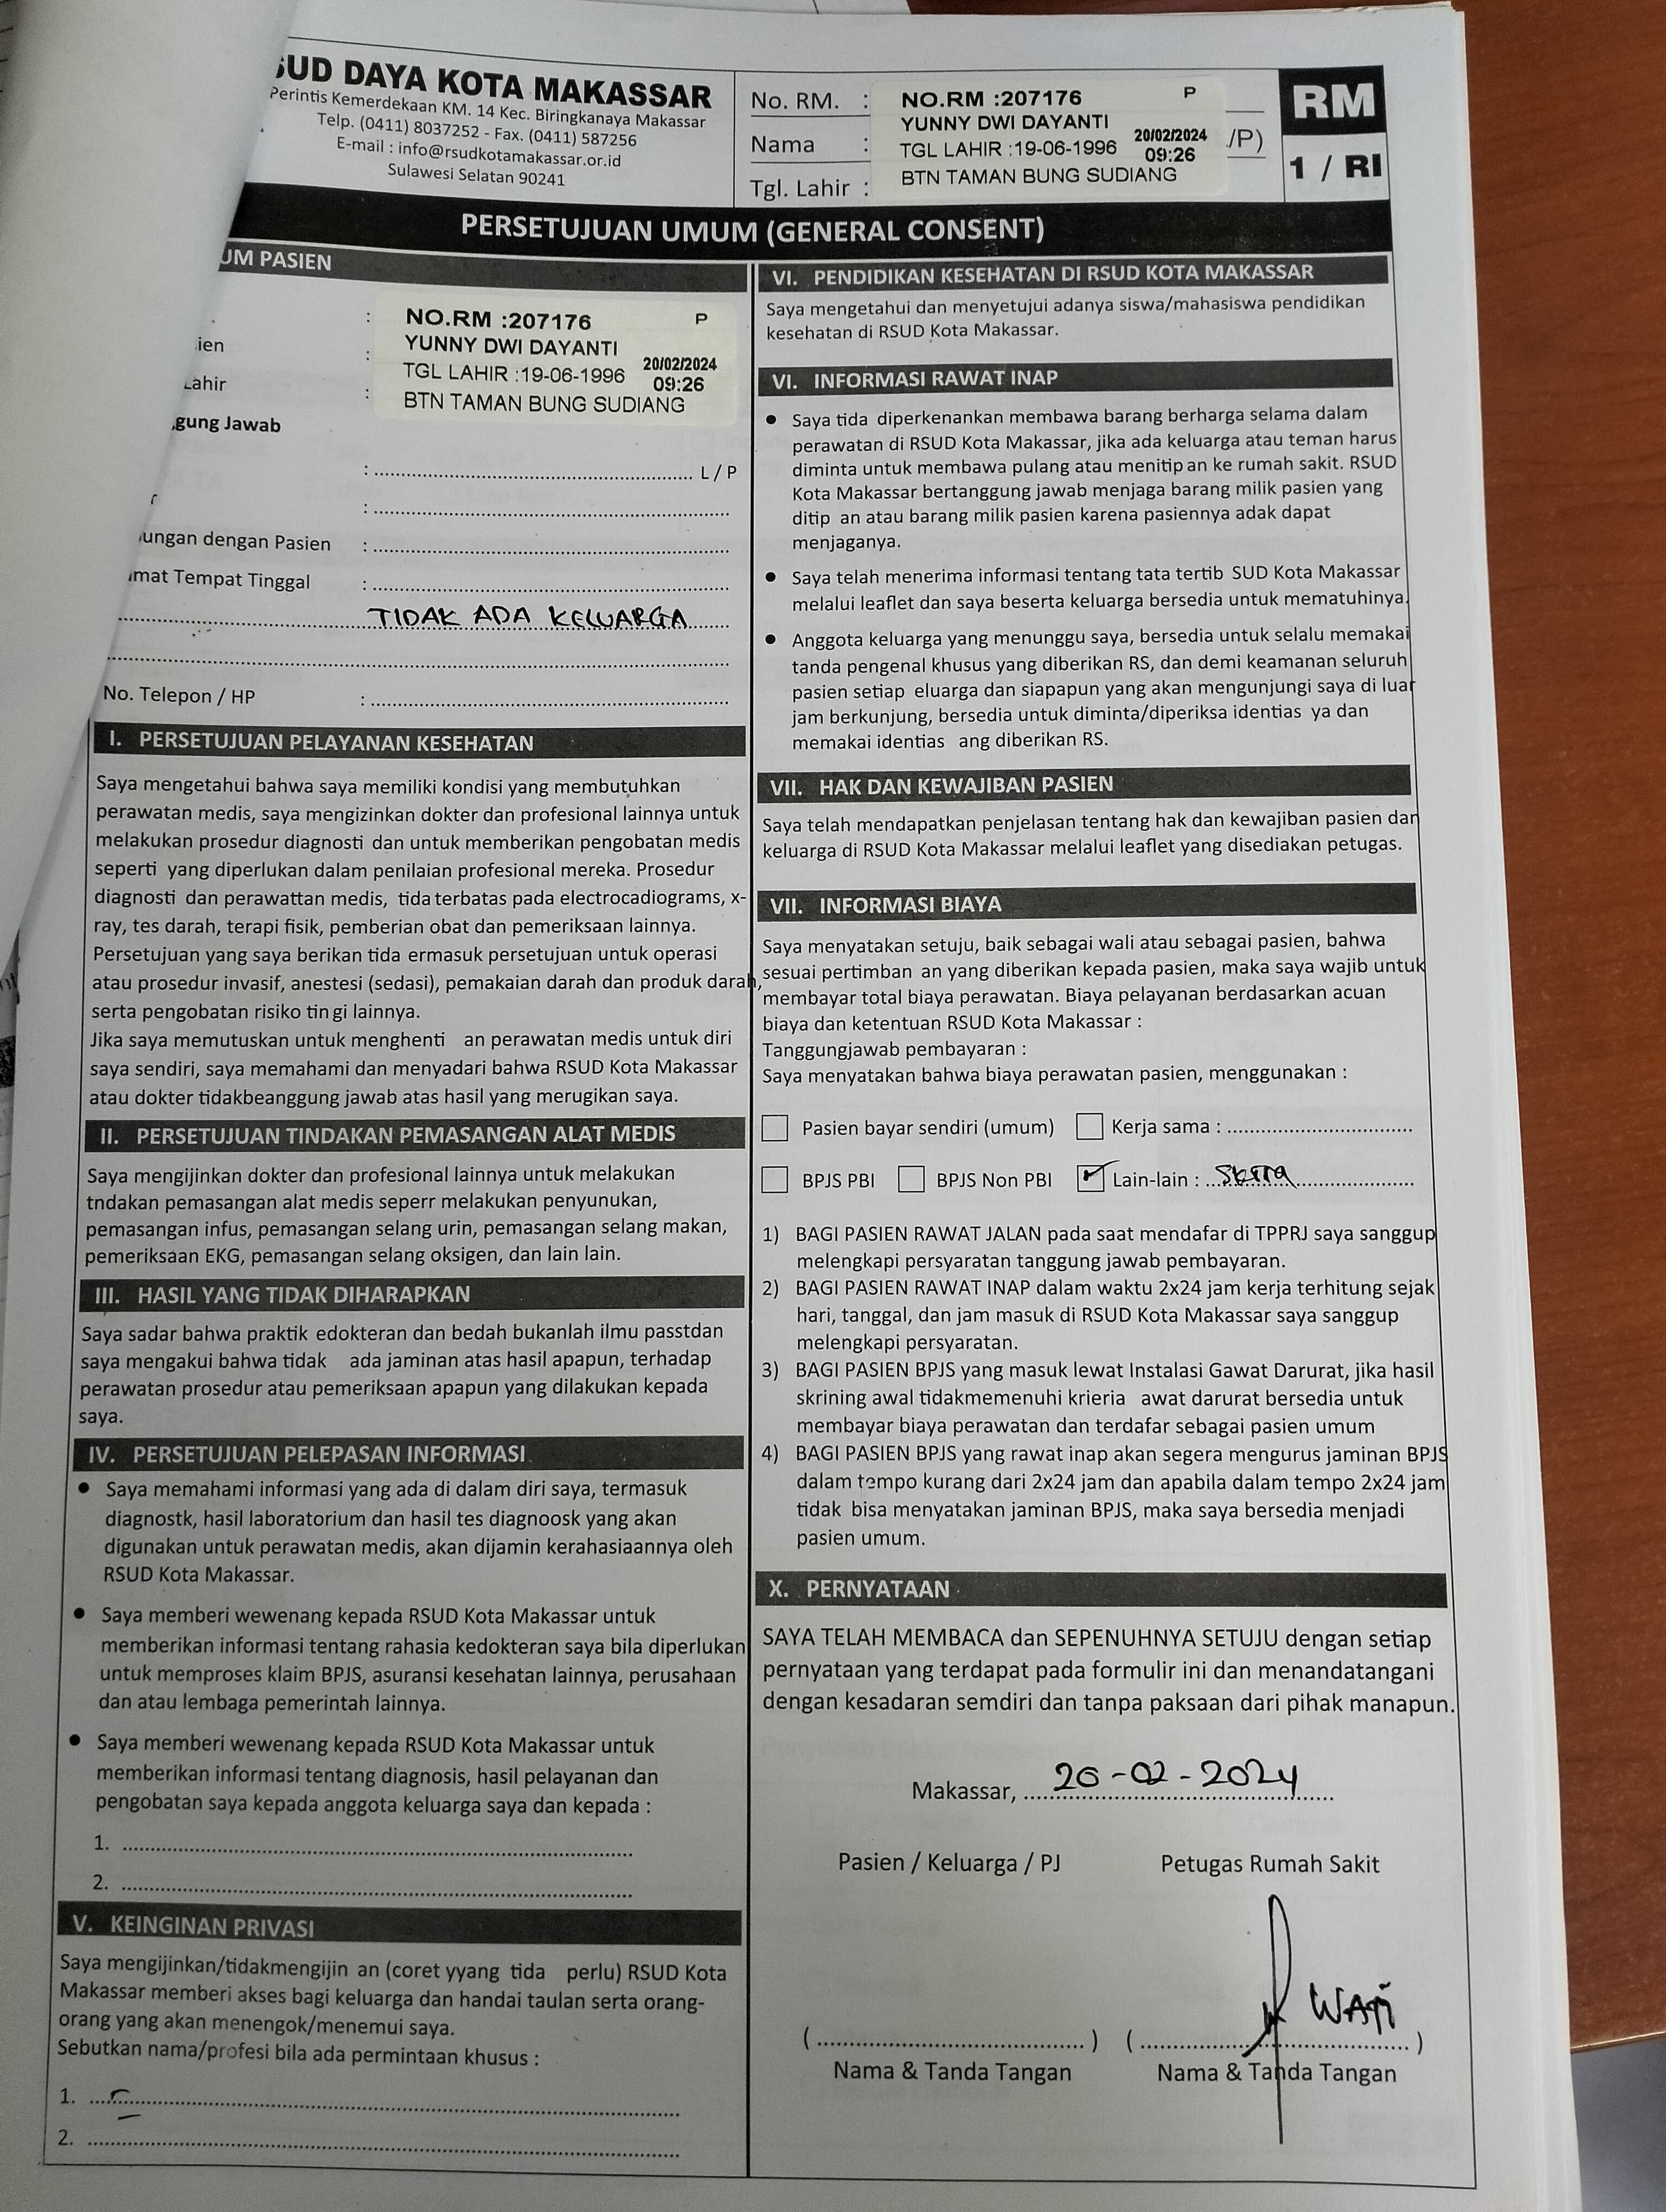 SUD DAYA KOTA MAKASSAR
Perintis Kemerdekaan KM. 14 Kec. Biringkanaya Makassar
Telp. (0411) 8037252 - Fax. (0411) 587256
E-mail : info@rsudkotamakassar.or.id
Sulawesi Selatan 90241
No. RM. :
Nama :
Tgl. Lahir :
NO.RM :207176 P
YUNNY DWI DAYANTI
TGL LAHIR :19-06-1996 20/02/2024 09:26
BTN TAMAN BUNG SUDIANG
/P)
RM
1 / RI
PERSETUJUAN UMUM (GENERAL CONSENT)
UM PASIEN
ien :
Lahir :
NO.RM :207176 P
YUNNY DWI DAYANTI
TGL LAHIR :19-06-1996 20/02/2024 09:26
BTN TAMAN BUNG SUDIANG
gung Jawab
: L / P
:
ungan dengan Pasien :
mat Tempat Tinggal :
TIDAK ADA KELUARGA
No. Telepon / HP :
I. PERSETUJUAN PELAYANAN KESEHATAN
Saya mengetahui bahwa saya memiliki kondisi yang membutuhkan
perawatan medis, saya mengizinkan dokter dan profesional lainnya untuk
melakukan prosedur diagnosti dan untuk memberikan pengobatan medis
seperti yang diperlukan dalam penilaian profesional mereka. Prosedur
diagnosti dan perawattan medis, tida terbatas pada electrocadiograms, x-
ray, tes darah, terapi fisik, pemberian obat dan pemeriksaan lainnya.
Persetujuan yang saya berikan tida ermasuk persetujuan untuk operasi
atau prosedur invasif, anestesi (sedasi), pemakaian darah dan produk darah,
serta pengobatan risiko tin gi lainnya.
Jika saya memutuskan untuk menghenti an perawatan medis untuk diri
saya sendiri, saya memahami dan menyadari bahwa RSUD Kota Makassar
atau dokter tidakbeanggung jawab atas hasil yang merugikan saya.
II. PERSETUJUAN TINDAKAN PEMASANGAN ALAT MEDIS
Saya mengijinkan dokter dan profesional lainnya untuk melakukan
tndakan pemasangan alat medis seperr melakukan penyunukan,
pemasangan infus, pemasangan selang urin, pemasangan selang makan,
pemeriksaan EKG, pemasangan selang oksigen, dan lain lain.
III. HASIL YANG TIDAK DIHARAPKAN
Saya sadar bahwa praktik edokteran dan bedah bukanlah ilmu passtdan
saya mengakui bahwa tidak ada jaminan atas hasil apapun, terhadap
perawatan prosedur atau pemeriksaan apapun yang dilakukan kepada
saya.
IV. PERSETUJUAN PELEPASAN INFORMASI
● Saya memahami informasi yang ada di dalam diri saya, termasuk
diagnostk, hasil laboratorium dan hasil tes diagnoosk yang akan
digunakan untuk perawatan medis, akan dijamin kerahasiaannya oleh
RSUD Kota Makassar.
● Saya memberi wewenang kepada RSUD Kota Makassar untuk
memberikan informasi tentang rahasia kedokteran saya bila diperlukan
untuk memproses klaim BPJS, asuransi kesehatan lainnya, perusahaan
dan atau lembaga pemerintah lainnya.
● Saya memberi wewenang kepada RSUD Kota Makassar untuk
memberikan informasi tentang diagnosis, hasil pelayanan dan
pengobatan saya kepada anggota keluarga saya dan kepada :
1.
2.
V. KEINGINAN PRIVASI
Saya mengijinkan/tidakmengijin an (coret yyang tida perlu) RSUD Kota
Makassar memberi akses bagi keluarga dan handai taulan serta orang-
orang yang akan menengok/menemui saya.
Sebutkan nama/profesi bila ada permintaan khusus :
1.
2.
VI. PENDIDIKAN KESEHATAN DI RSUD KOTA MAKASSAR
Saya mengetahui dan menyetujui adanya siswa/mahasiswa pendidikan
kesehatan di RSUD Kota Makassar.
VI. INFORMASI RAWAT INAP
● Saya tida diperkenankan membawa barang berharga selama dalam
perawatan di RSUD Kota Makassar, jika ada keluarga atau teman harus
diminta untuk membawa pulang atau menitip an ke rumah sakit. RSUD
Kota Makassar bertanggung jawab menjaga barang milik pasien yang
ditip an atau barang milik pasien karena pasiennya adak dapat
menjaganya.
● Saya telah menerima informasi tentang tata tertib SUD Kota Makassar
melalui leaflet dan saya beserta keluarga bersedia untuk mematuhinya.
● Anggota keluarga yang menunggu saya, bersedia untuk selalu memakai
tanda pengenal khusus yang diberikan RS, dan demi keamanan seluruh
pasien setiap eluarga dan siapapun yang akan mengunjungi saya di luar
jam berkunjung, bersedia untuk diminta/diperiksa identias ya dan
memakai identias ang diberikan RS.
VII. HAK DAN KEWAJIBAN PASIEN
Saya telah mendapatkan penjelasan tentang hak dan kewajiban pasien dan
keluarga di RSUD Kota Makassar melalui leaflet yang disediakan petugas.
VII. INFORMASI BIAYA
Saya menyatakan setuju, baik sebagai wali atau sebagai pasien, bahwa
sesuai pertimban an yang diberikan kepada pasien, maka saya wajib untuk
membayar total biaya perawatan. Biaya pelayanan berdasarkan acuan
biaya dan ketentuan RSUD Kota Makassar :
Tanggungjawab pembayaran :
Saya menyatakan bahwa biaya perawatan pasien, menggunakan :
Pasien bayar sendiri (umum) Kerja sama :
BPJS PBI BPJS Non PBI ✓ Lain-lain :
1) BAGI PASIEN RAWAT JALAN pada saat mendafar di TPPRJ saya sanggup
melengkapi persyaratan tanggung jawab pembayaran.
2) BAGI PASIEN RAWAT INAP dalam waktu 2x24 jam kerja terhitung sejak
hari, tanggal, dan jam masuk di RSUD Kota Makassar saya sanggup
melengkapi persyaratan.
3) BAGI PASIEN BPJS yang masuk lewat Instalasi Gawat Darurat, jika hasil
skrining awal tidakmemenuhi krieria awat darurat bersedia untuk
membayar biaya perawatan dan terdafar sebagai pasien umum
4) BAGI PASIEN BPJS yang rawat inap akan segera mengurus jaminan BPJS
dalam tempo kurang dari 2x24 jam dan apabila dalam tempo 2x24 jam
tidak bisa menyatakan jaminan BPJS, maka saya bersedia menjadi
pasien umum.
X. PERNYATAAN
SAYA TELAH MEMBACA dan SEPENUHNYA SETUJU dengan setiap
pernyataan yang terdapat pada formulir ini dan menandatangani
dengan kesadaran semdiri dan tanpa paksaan dari pihak manapun.
Makassar, 20-02-2024
Pasien / Keluarga / PJ Petugas Rumah Sakit
WATI
( ) ( )
Nama & Tanda Tangan Nama & Tanda Tangan